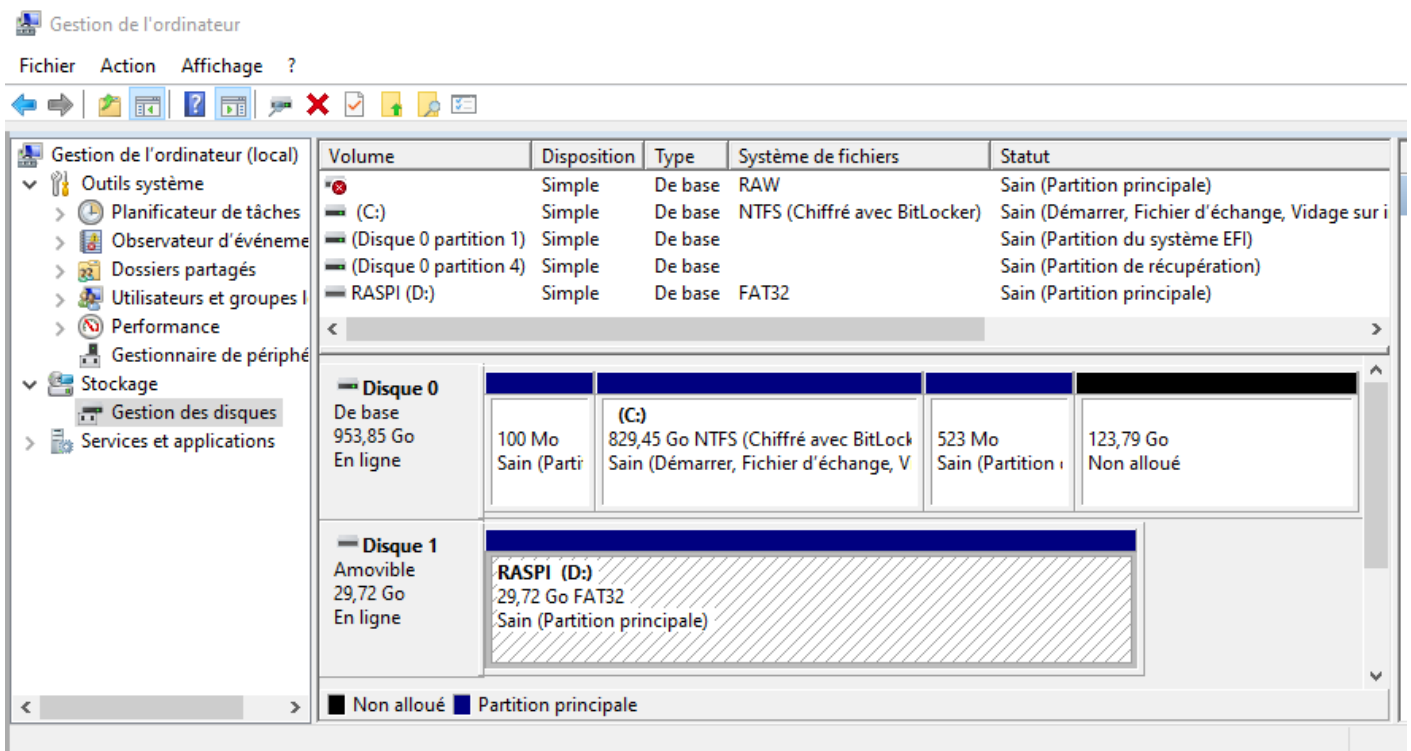 Gestion de l'ordinateur
Fichier Action Affichage ?
Gestion de l'ordinateur (local)
Outils système
Planificateur de tâches
Observateur d'événeme
Dossiers partagés
Utilisateurs et groupes l
Performance
Gestionnaire de périphé
Stockage
Gestion des disques
Services et applications
Volume Disposition Type Système de fichiers Statut
Simple De base RAW Sain (Partition principale)
(C:) Simple De base NTFS (Chiffré avec BitLocker) Sain (Démarrer, Fichier d'échange, Vidage sur i
(Disque 0 partition 1) Simple De base Sain (Partition du système EFI)
(Disque 0 partition 4) Simple De base Sain (Partition de récupération)
RASPI (D:) Simple De base FAT32 Sain (Partition principale)
Disque 0
De base
953,85 Go
En ligne
100 Mo
Sain (Parti
(C:)
829,45 Go NTFS (Chiffré avec BitLock
Sain (Démarrer, Fichier d'échange, V
523 Mo
Sain (Partition
123,79 Go
Non alloué
Disque 1
Amovible
29,72 Go
En ligne
RASPI (D:)
29,72 Go FAT32
Sain (Partition principale)
Non alloué Partition principale